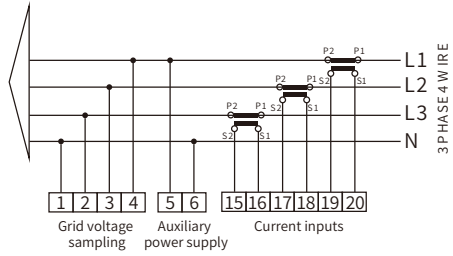 P2 P1
L1
S2 S1
P2 P1
L2
S2 S1
P2 P1
L3
S2 S1
N
3 PHASE 4 WIRE
1 2 3 4 5 6 15 16 17 18 19 20
Grid voltage
sampling
Auxiliary
power supply
Current inputs